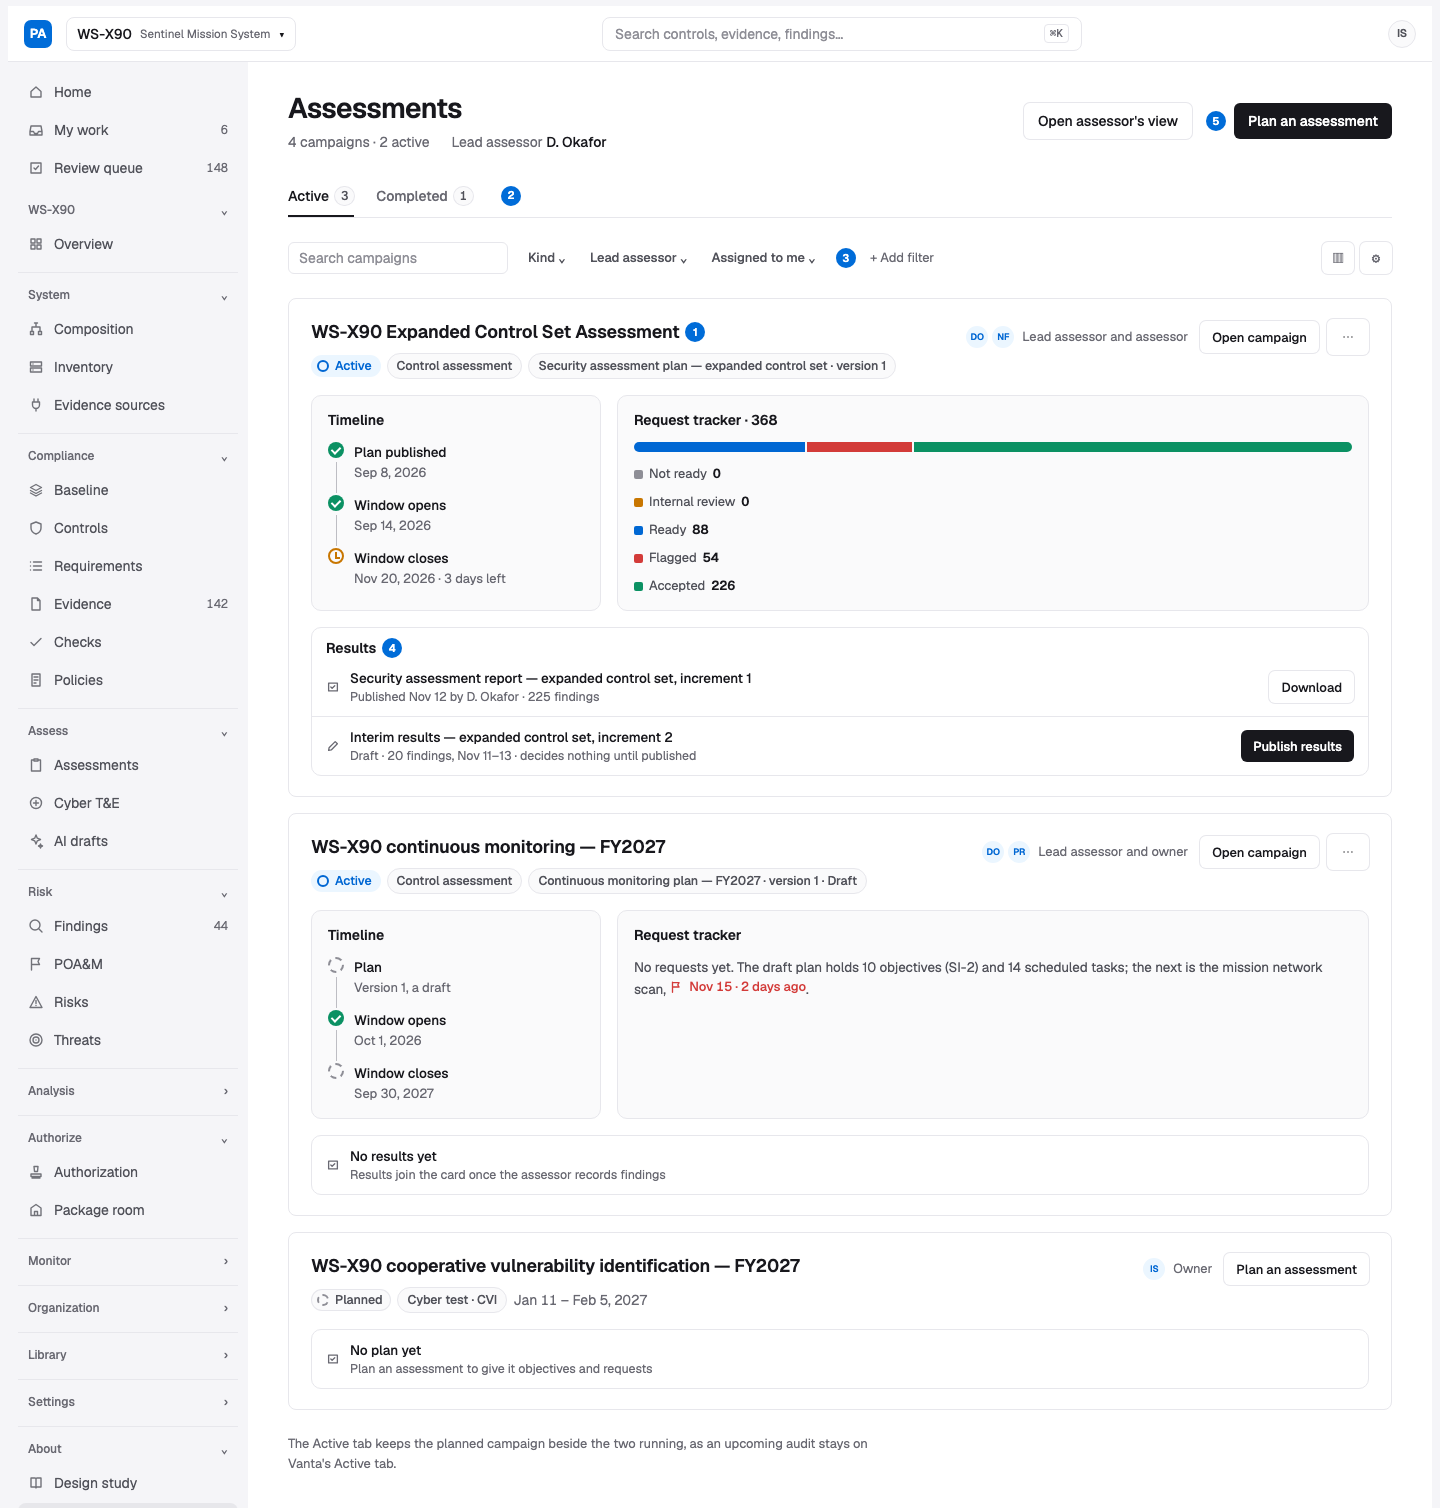 PA
WS-X90 Sentinel Mission System
Search controls, evidence, findings...
⌘K
IS
Home
My work 6
Review queue 148
WS-X90
Overview
System
Composition
Inventory
Evidence sources
Compliance
Baseline
Controls
Requirements
Evidence 142
Checks
Policies
Assess
Assessments
Cyber T&E
AI drafts
Risk
Findings 44
POA&M
Risks
Threats
Analysis
Authorize
Authorization
Package room
Monitor
Organization
Library
Settings
About
Design study
Assessments
4 campaigns · 2 active Lead assessor D. Okafor
Open assessor's view 5 Plan an assessment
Active 3 Completed 1 2
Search campaigns Kind Lead assessor Assigned to me 3 + Add filter
WS-X90 Expanded Control Set Assessment 1
DO NF Lead assessor and assessor Open campaign ...
Active Control assessment Security assessment plan — expanded control set · version 1
Timeline
Plan published
Sep 8, 2026
Window opens
Sep 14, 2026
Window closes
Nov 20, 2026 · 3 days left
Request tracker · 368
Not ready 0
Internal review 0
Ready 88
Flagged 54
Accepted 226
Results 4
Security assessment report — expanded control set, increment 1
Published Nov 12 by D. Okafor · 225 findings
Download
Interim results — expanded control set, increment 2
Draft · 20 findings, Nov 11–13 · decides nothing until published
Publish results
WS-X90 continuous monitoring — FY2027
DO PR Lead assessor and owner Open campaign ...
Active Control assessment Continuous monitoring plan — FY2027 · version 1 · Draft
Timeline
Plan
Version 1, a draft
Window opens
Oct 1, 2026
Window closes
Sep 30, 2027
Request tracker
No requests yet. The draft plan holds 10 objectives (SI-2) and 14 scheduled tasks; the next is the mission network
scan, Nov 15 · 2 days ago.
No results yet
Results join the card once the assessor records findings
WS-X90 cooperative vulnerability identification — FY2027
IS Owner Plan an assessment
Planned Cyber test · CVI Jan 11 – Feb 5, 2027
No plan yet
Plan an assessment to give it objectives and requests
The Active tab keeps the planned campaign beside the two running, as an upcoming audit stays on
Vanta's Active tab.